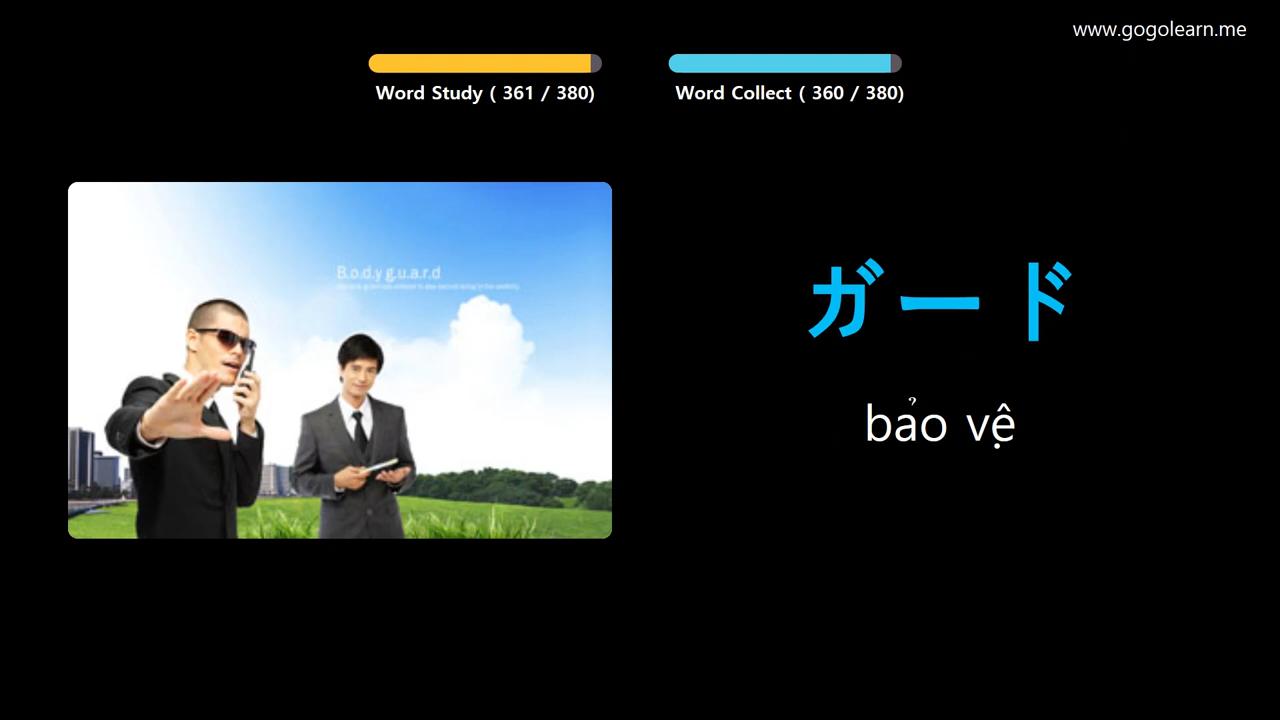 www.gogolearn.me
Word Study ( 361 / 380)
Word Collect ( 360 / 380)
B.o.d.y g.u.a.r.d
ガード
bảo vệ